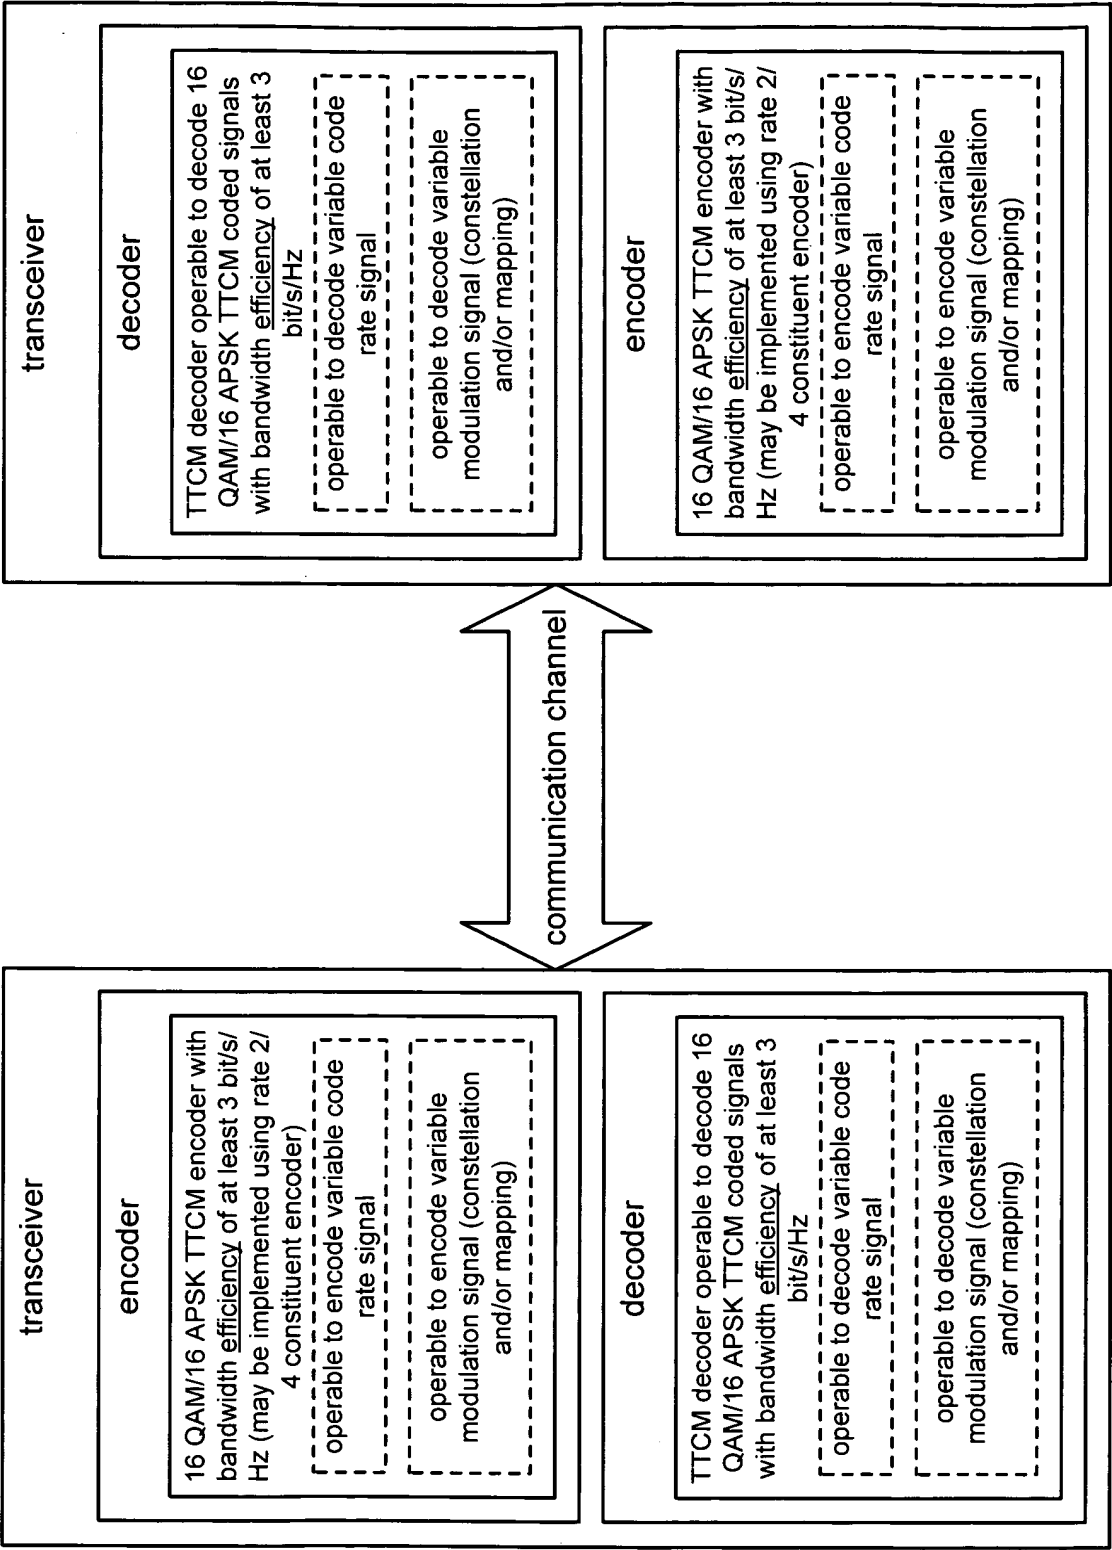 transceiver
encoder
16 QAM/16 APSK TTCM encoder with
bandwidth efficiency of at least 3 bit/s/
Hz (may be implemented using rate 2/
4 constituent encoder)
operable to encode variable code
rate signal
operable to encode variable
modulation signal (constellation
and/or mapping)
decoder
TTCM decoder operable to decode 16
QAM/16 APSK TTCM coded signals
with bandwidth efficiency of at least 3
bit/s/Hz
operable to decode variable code
rate signal
operable to decode variable
modulation signal (constellation
and/or mapping)
communication channel
transceiver
decoder
TTCM decoder operable to decode 16
QAM/16 APSK TTCM coded signals
with bandwidth efficiency of at least 3
bit/s/Hz
operable to decode variable code
rate signal
operable to decode variable
modulation signal (constellation
and/or mapping)
encoder
16 QAM/16 APSK TTCM encoder with
bandwidth efficiency of at least 3 bit/s/
Hz (may be implemented using rate 2/
4 constituent encoder)
operable to encode variable code
rate signal
operable to encode variable
modulation signal (constellation
and/or mapping)